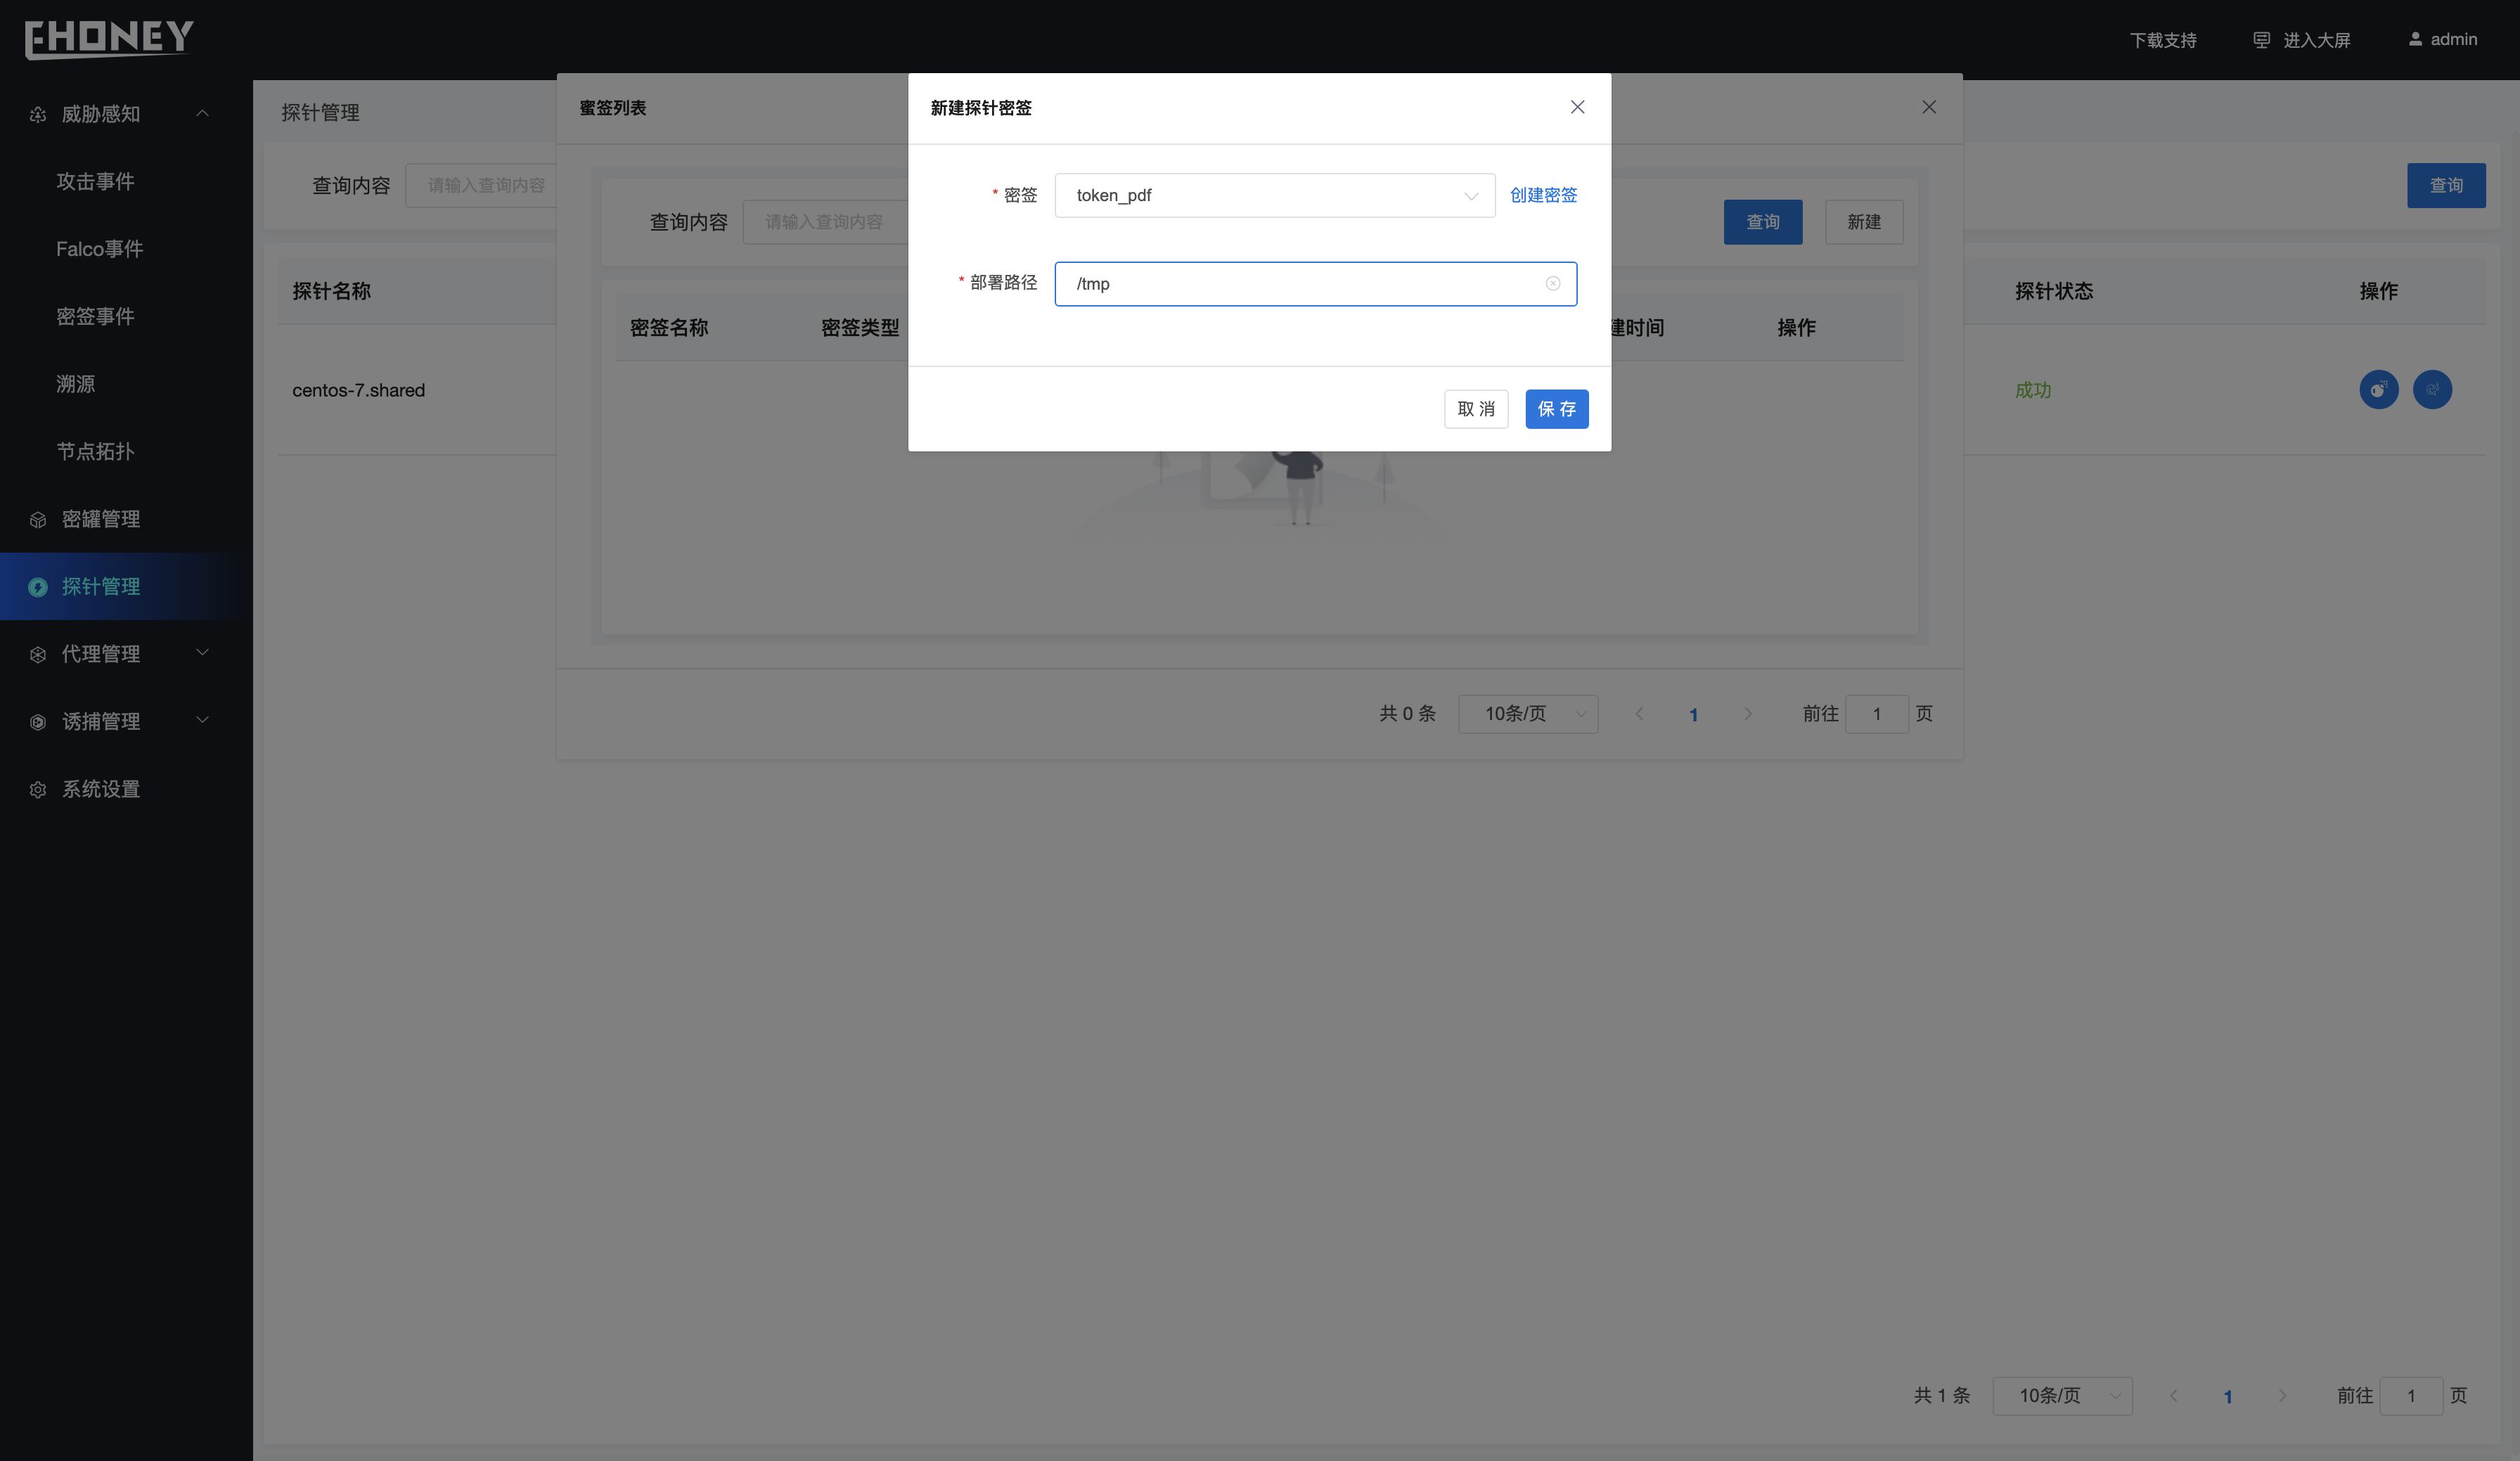 EHONEY
下载支持
进入大屏
admin
威胁感知
攻击事件
Falco事件
密签事件
溯源
节点拓扑
密罐管理
探针管理
代理管理
诱捕管理
系统设置
探针管理
查询内容 请输入查询内容
查询
探针名称
探针状态
操作
centos-7.shared
成功
共 1 条
10条/页
1
前往 1 页
蜜签列表
查询内容 请输入查询内容
查询
新建
密签名称
密签类型
建时间
操作
共 0 条
10条/页
1
前往 1 页
新建探针密签
* 密签 token_pdf 创建密签
* 部署路径 /tmp
取 消
保 存